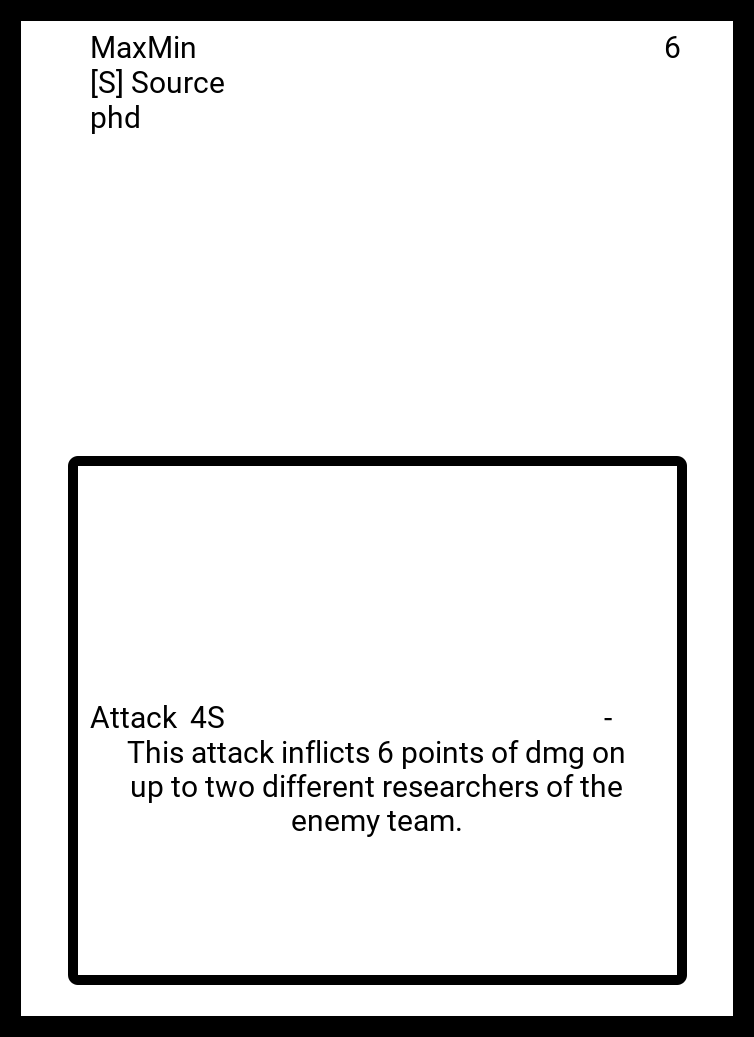 MaxMin 6
[S] Source
phd
Attack 4S -
This attack inflicts 6 points of dmg on
up to two different researchers of the
enemy team.